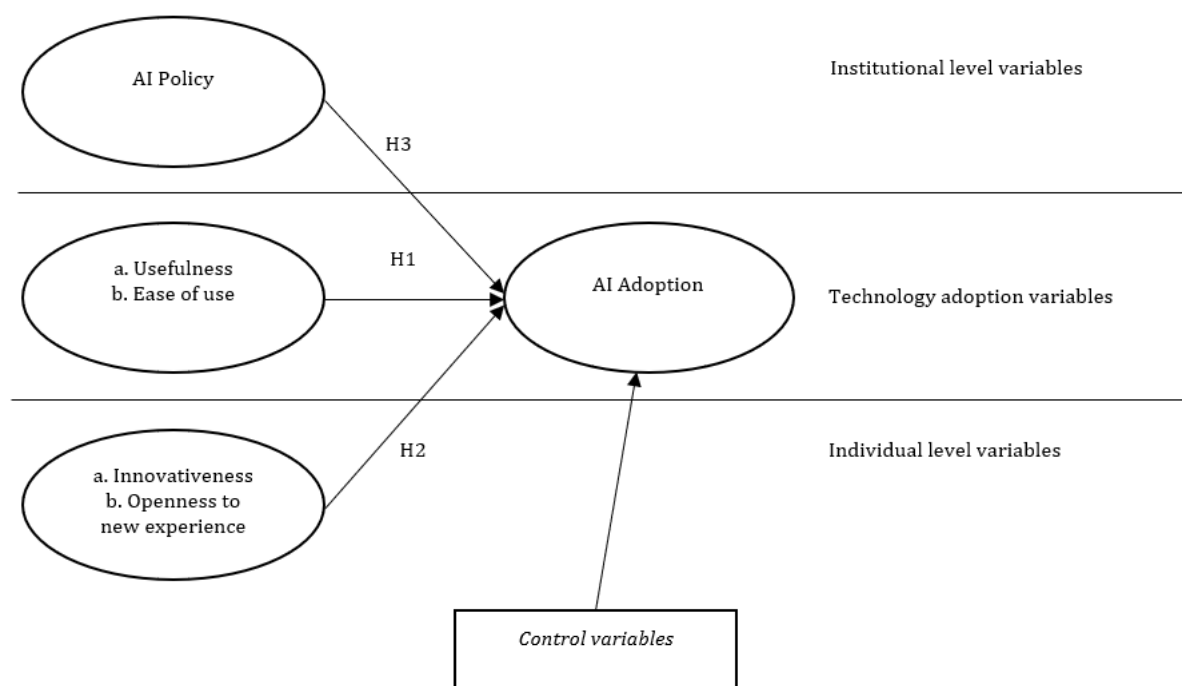 AI Policy
Institutional level variables
H3
a. Usefulness
b. Ease of use
H1
AI Adoption
Technology adoption variables
a. Innovativeness
b. Openness to
new experience
H2
Individual level variables
Control variables